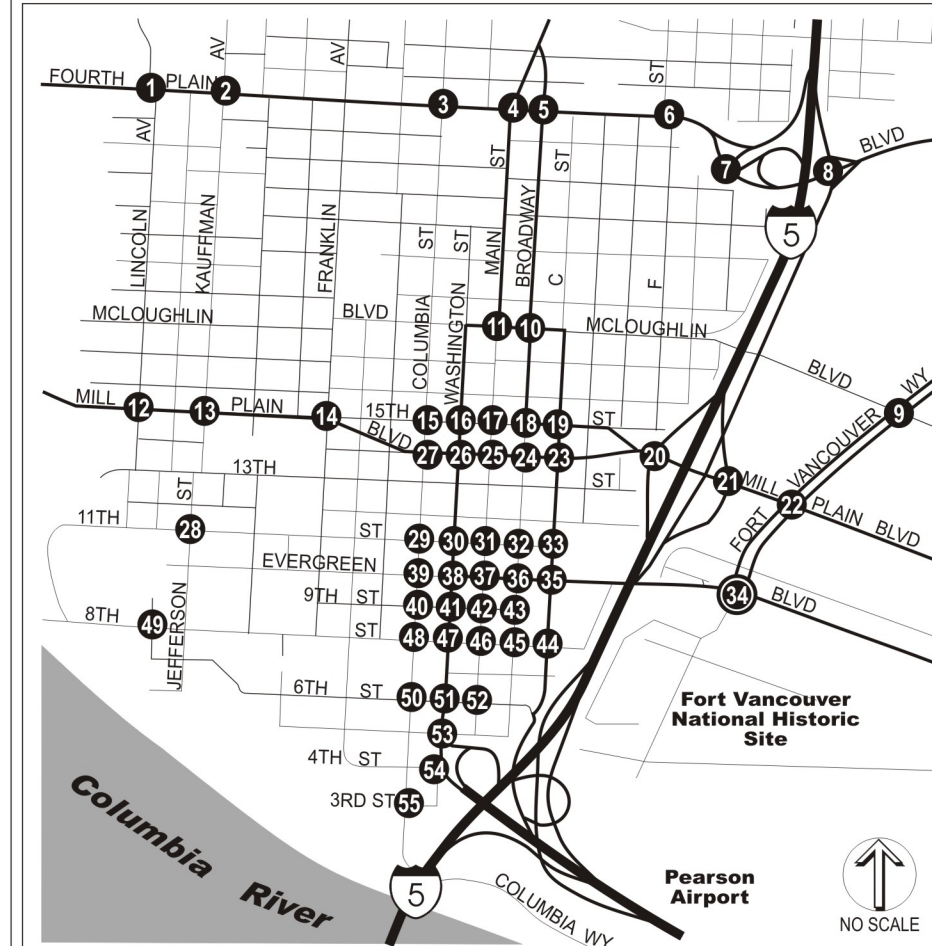 AV
AV
ST
FOURTH
1
PLAIN
2
3
4
5
6
7
8
BLVD
AV
ST
ST
5
LINCOLN
KAUFFMAN
FRANKLIN
COLUMBIA
ST
WASHINGTON
ST
MAIN
BROADWAY
C
F
MCLOUGHLIN
BLVD
11
10
MCLOUGHLIN
BLVD
WY
VANCOUVER
FORT
9
MILL
12
13
PLAIN
14
15TH
15
16
17
18
19
ST
BLVD
27
26
25
24
23
20
21
MILL
22
PLAIN BLVD
13TH
ST
ST
11TH
28
ST
29
30
31
32
33
EVERGREEN
39
38
37
36
35
34
BLVD
9TH
ST
40
41
42
43
8TH
49
ST
48
47
46
45
44
JEFFERSON
6TH
ST
50
51
52
53
4TH
ST
54
3RD ST
55
Fort Vancouver
National Historic
Site
Columbia
River
5
COLUMBIA WY
Pearson
Airport
NO SCALE